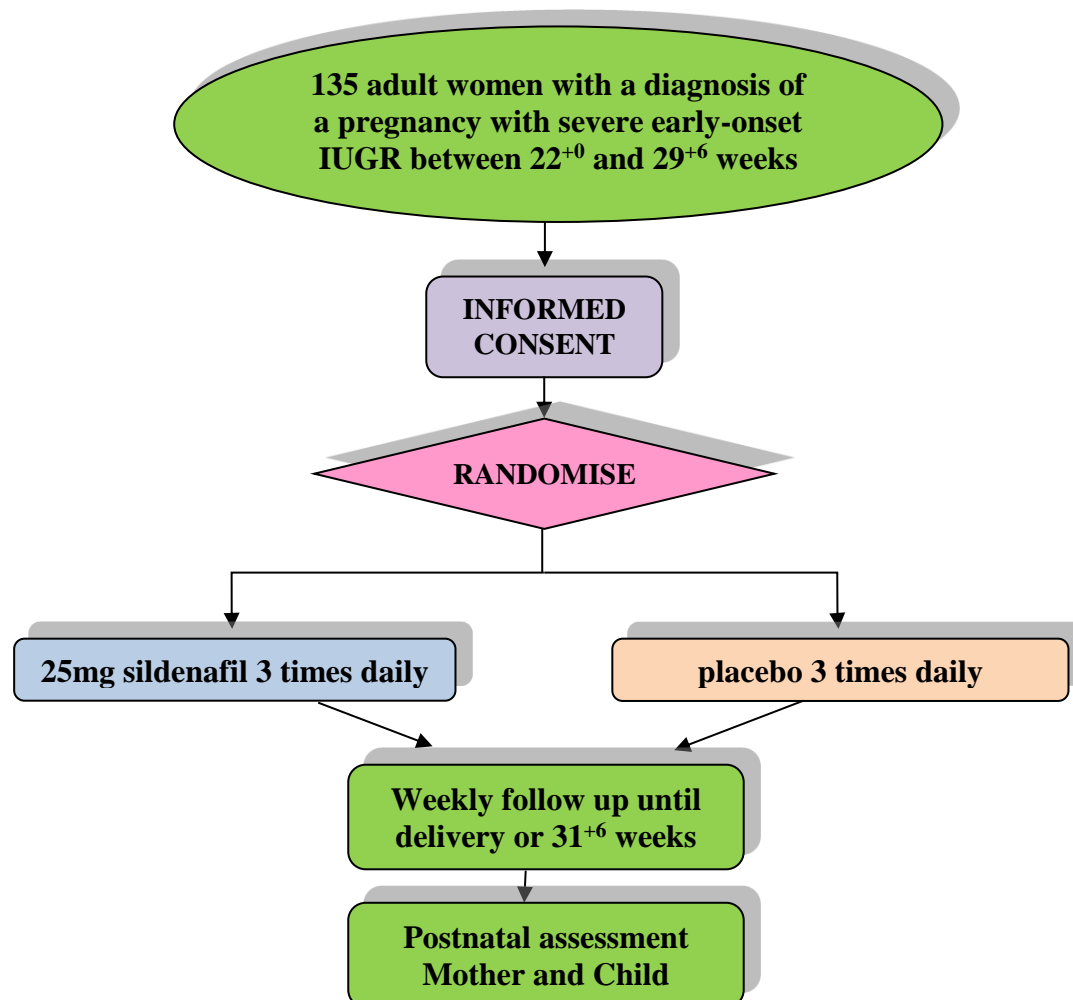 135 adult women with a diagnosis of
a pregnancy with severe early-onset
IUGR between 22⁺⁰ and 29⁺⁶ weeks
INFORMED
CONSENT
RANDOMISE
25mg sildenafil 3 times daily
placebo 3 times daily
Weekly follow up until
delivery or 31⁺⁶ weeks
Postnatal assessment
Mother and Child